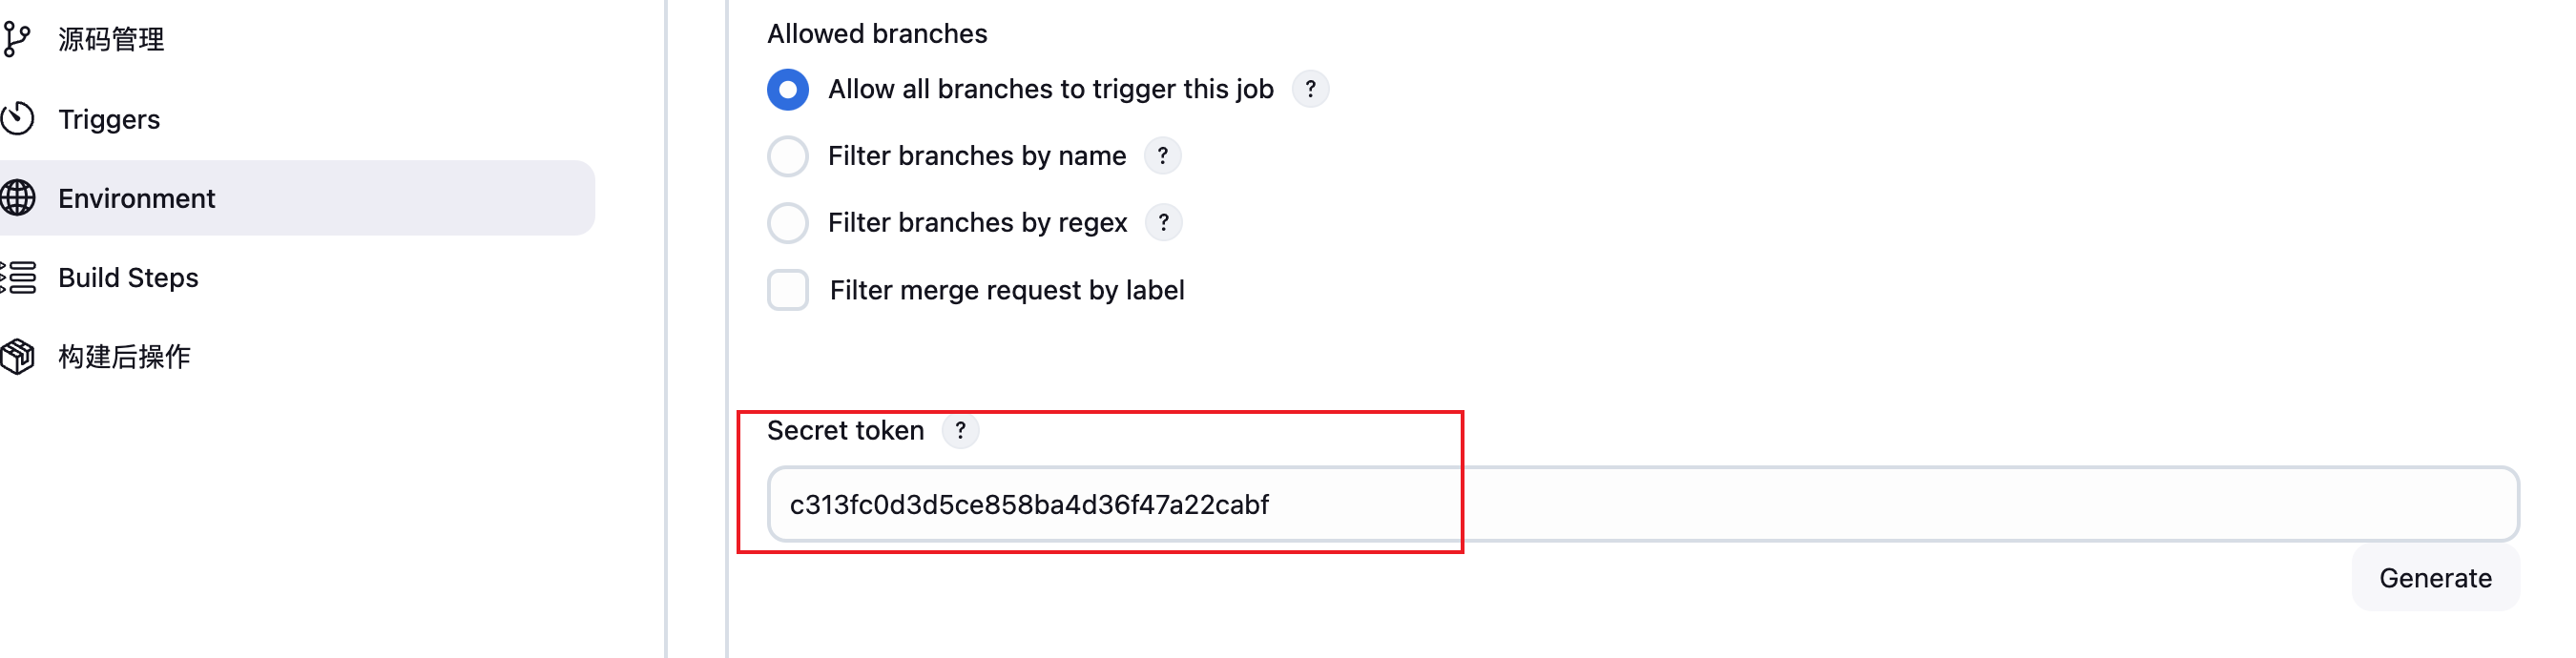 源码管理
Triggers
Environment
Build Steps
构建后操作
Allowed branches
Allow all branches to trigger this job ?
Filter branches by name ?
Filter branches by regex ?
Filter merge request by label
Secret token ?
c313fc0d3d5ce858ba4d36f47a22cabf
Generate